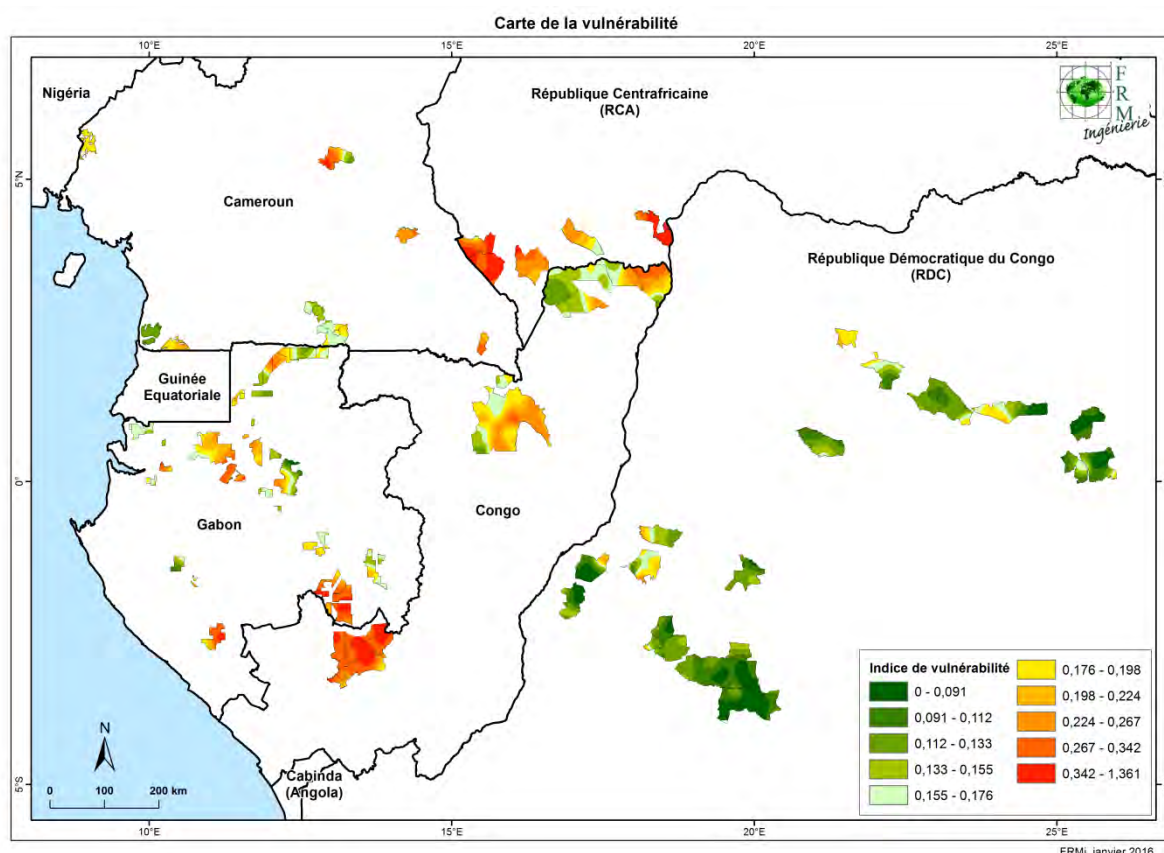 Carte de la vulnérabilité
10°E
15°E
20°E
25°E
Nigéria
République Centrafricaine
(RCA)
F
R
M
Ingénierie
5°N
5°N
Cameroun
République Démocratique du Congo
(RDC)
Guinée
Equatoriale
0°
0°
Gabon
Congo
Indice de vulnérabilité
0 - 0,091
0,091 - 0,112
0,112 - 0,133
0,133 - 0,155
0,155 - 0,176
0,176 - 0,198
0,198 - 0,224
0,224 - 0,267
0,267 - 0,342
0,342 - 1,361
N
0 100 200 km
Cabinda
(Angola)
5°S
5°S
10°E
15°E
20°E
25°E
FRMi, janvier 2016